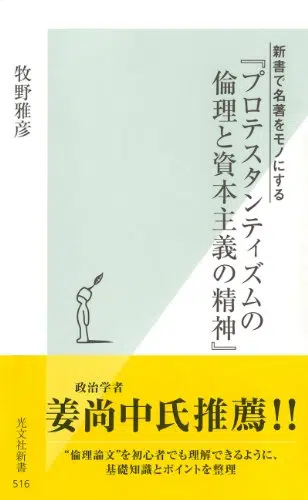 新書で名著をモノにする
『プロテスタンティズムの
倫理と資本主義の精神』
牧野雅彦
政治学者
姜尚中氏推薦!!
“倫理論文”を初心者でも理解できるように、
基礎知識とポイントを整理
光文社新書
516